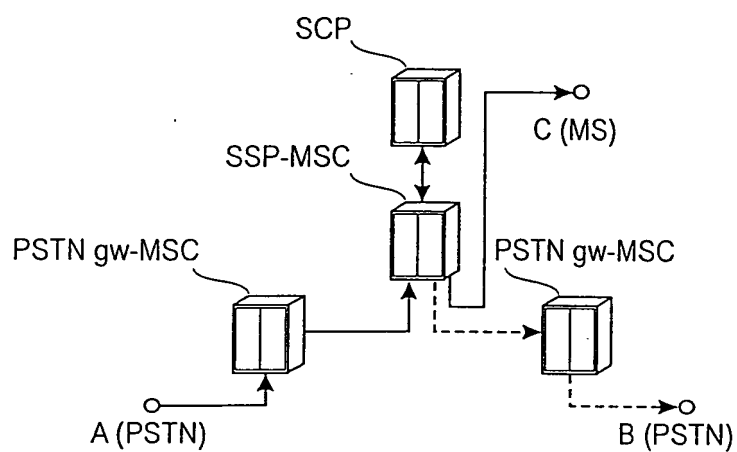 SCP
C (MS)
SSP-MSC
PSTN gw-MSC
PSTN gw-MSC
A (PSTN)
B (PSTN)